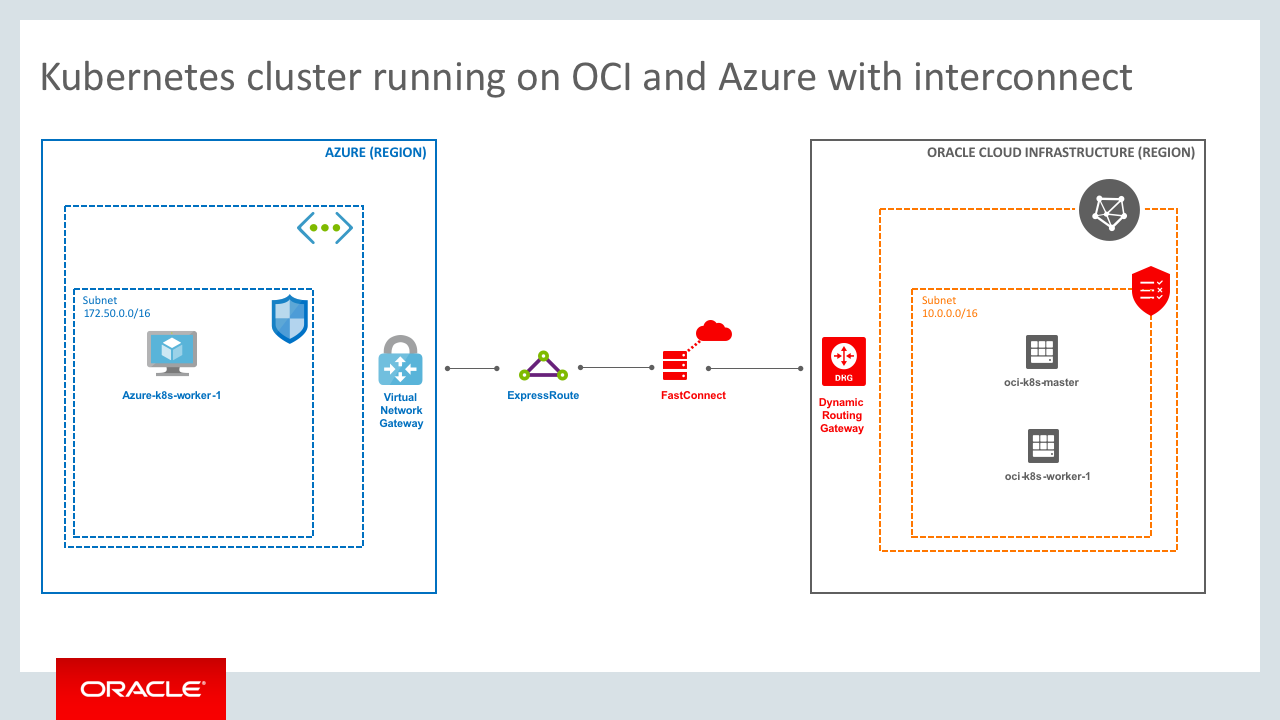 Kubernetes cluster running on OCI and Azure with interconnect
AZURE (REGION)
Subnet
172.50.0.0/16
Azure-k8s-worker-1
Virtual
Network
Gateway
ExpressRoute
FastConnect
ORACLE CLOUD INFRASTRUCTURE (REGION)
DRG
Dynamic
Routing
Gateway
Subnet
10.0.0.0/16
oci-k8s-master
oci-k8s-worker-1
ORACLE®